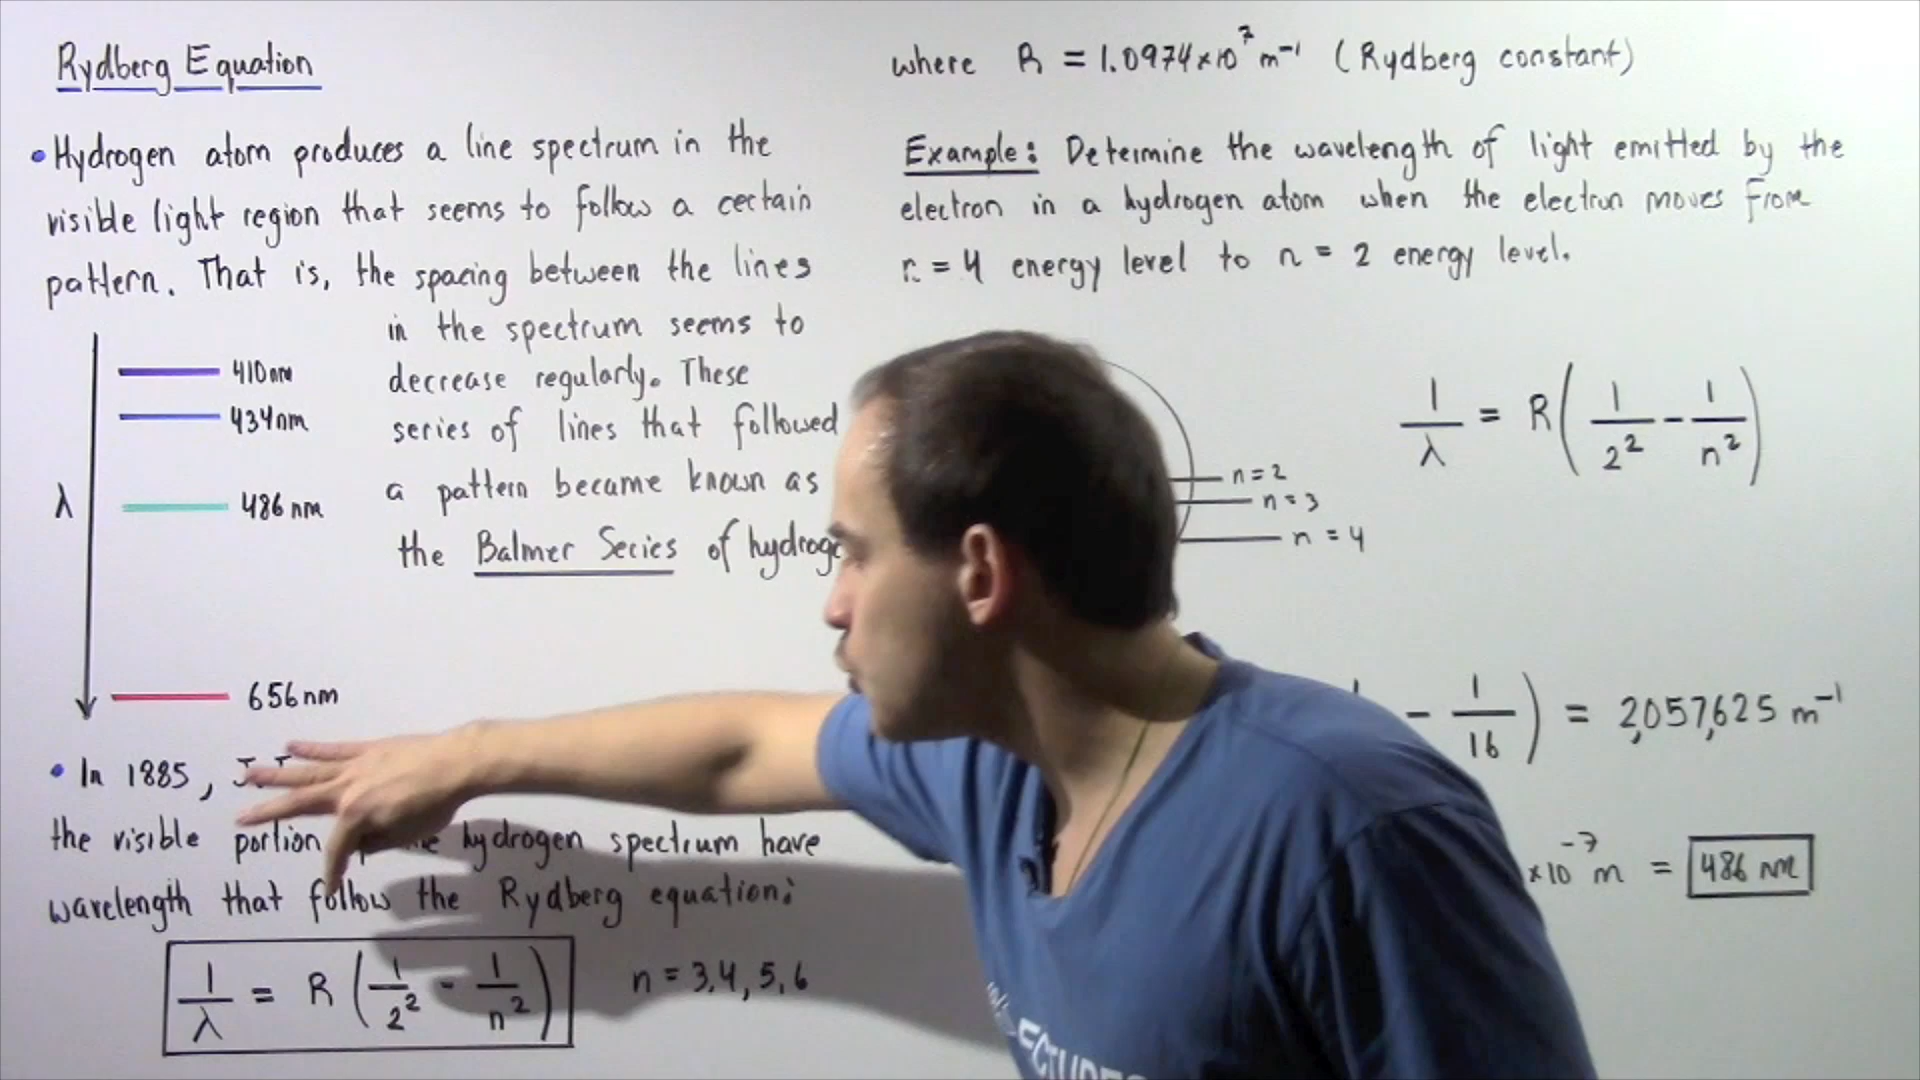 Rydberg Equation
• Hydrogen atom produces a line spectrum in the
visible light region that seems to follow a certain
pattern. That is, the spacing between the lines
in the spectrum seems to
decrease regularly. These
series of lines that followed
a pattern became known as
the Balmer Series of
λ
410nm
434nm
486 nm
656nm
• In 1885,
the visible portion hydrogen spectrum have
wavelength that follow the Rydberg equation:
1/λ = R (1/2² - 1/n²) n = 3,4,5,6
where R = 1.0974×10⁷ m⁻¹ (Rydberg constant)
Example: Determine the wavelength of light emitted by the
electron in a hydrogen atom when the electron moves from
n = 4 energy level to n = 2 energy level.
n = 2
n = 3
n = 4
1/λ = R (1/2² - 1/n²)
- 1/16) = 2,057,625 m⁻¹
×10⁻⁷ m = 486 nm